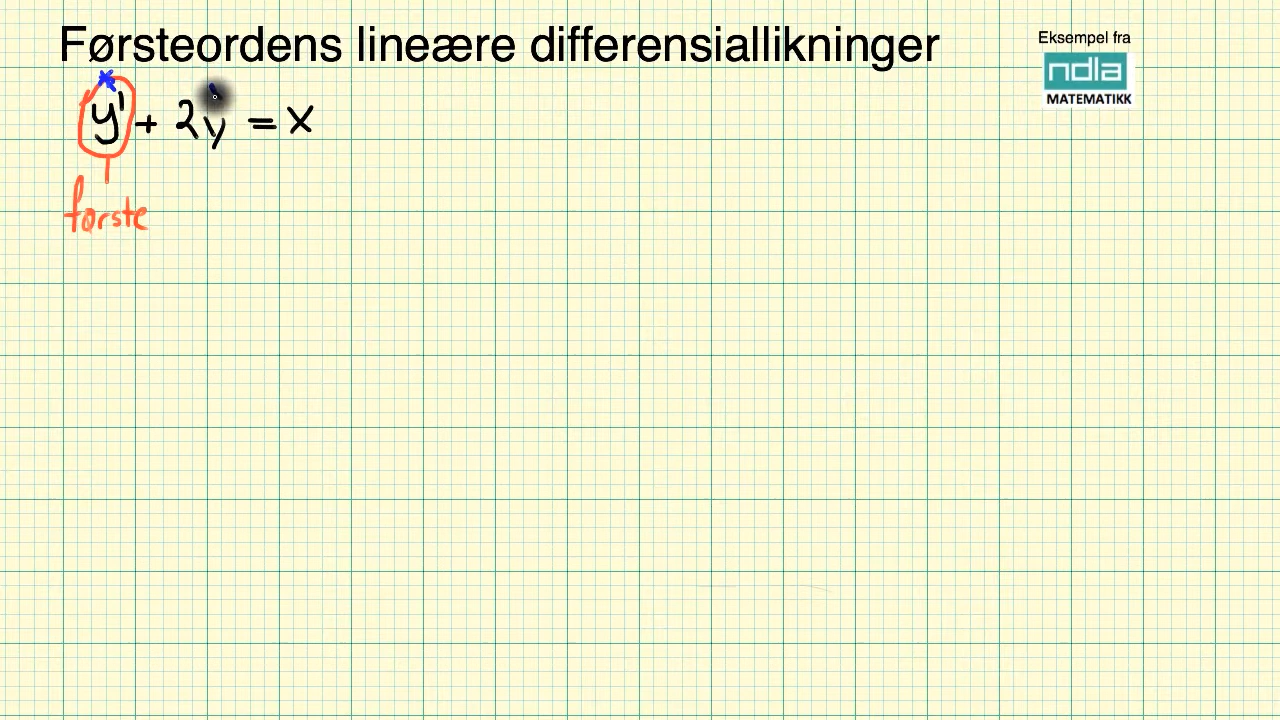 Førsteordens lineære differensiallikninger
Eksempel fra
ndla
MATEMATIKK
y' + 2y = x
første